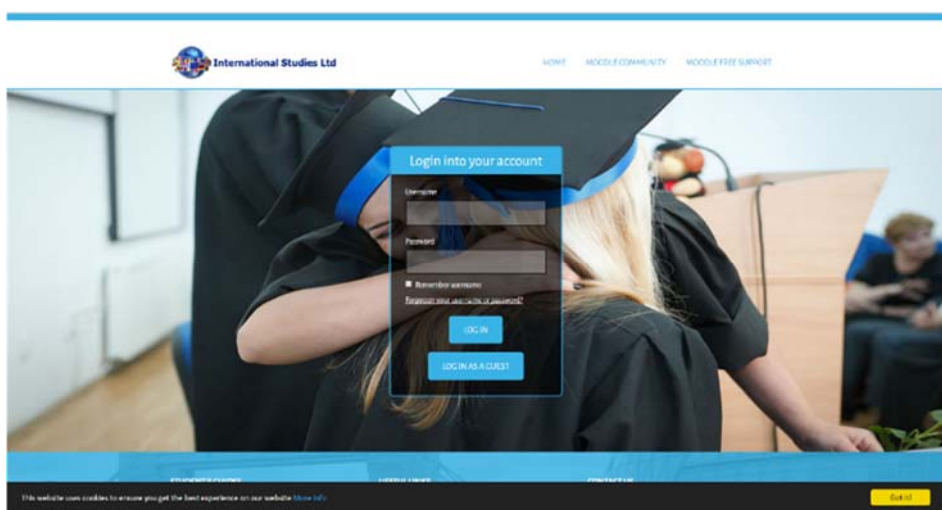 International Studies Ltd
HOME MOODLE COMMUNITY MOODLE FREE SUPPORT
Login into your account
Username
Password
Remember username
Forgotten your username or password?
LOG IN
LOG IN AS A GUEST
STUDENT'S GUIDES USEFUL LINKS CONTACT US
This website uses cookies to ensure you get the best experience on our website More info
Got it!